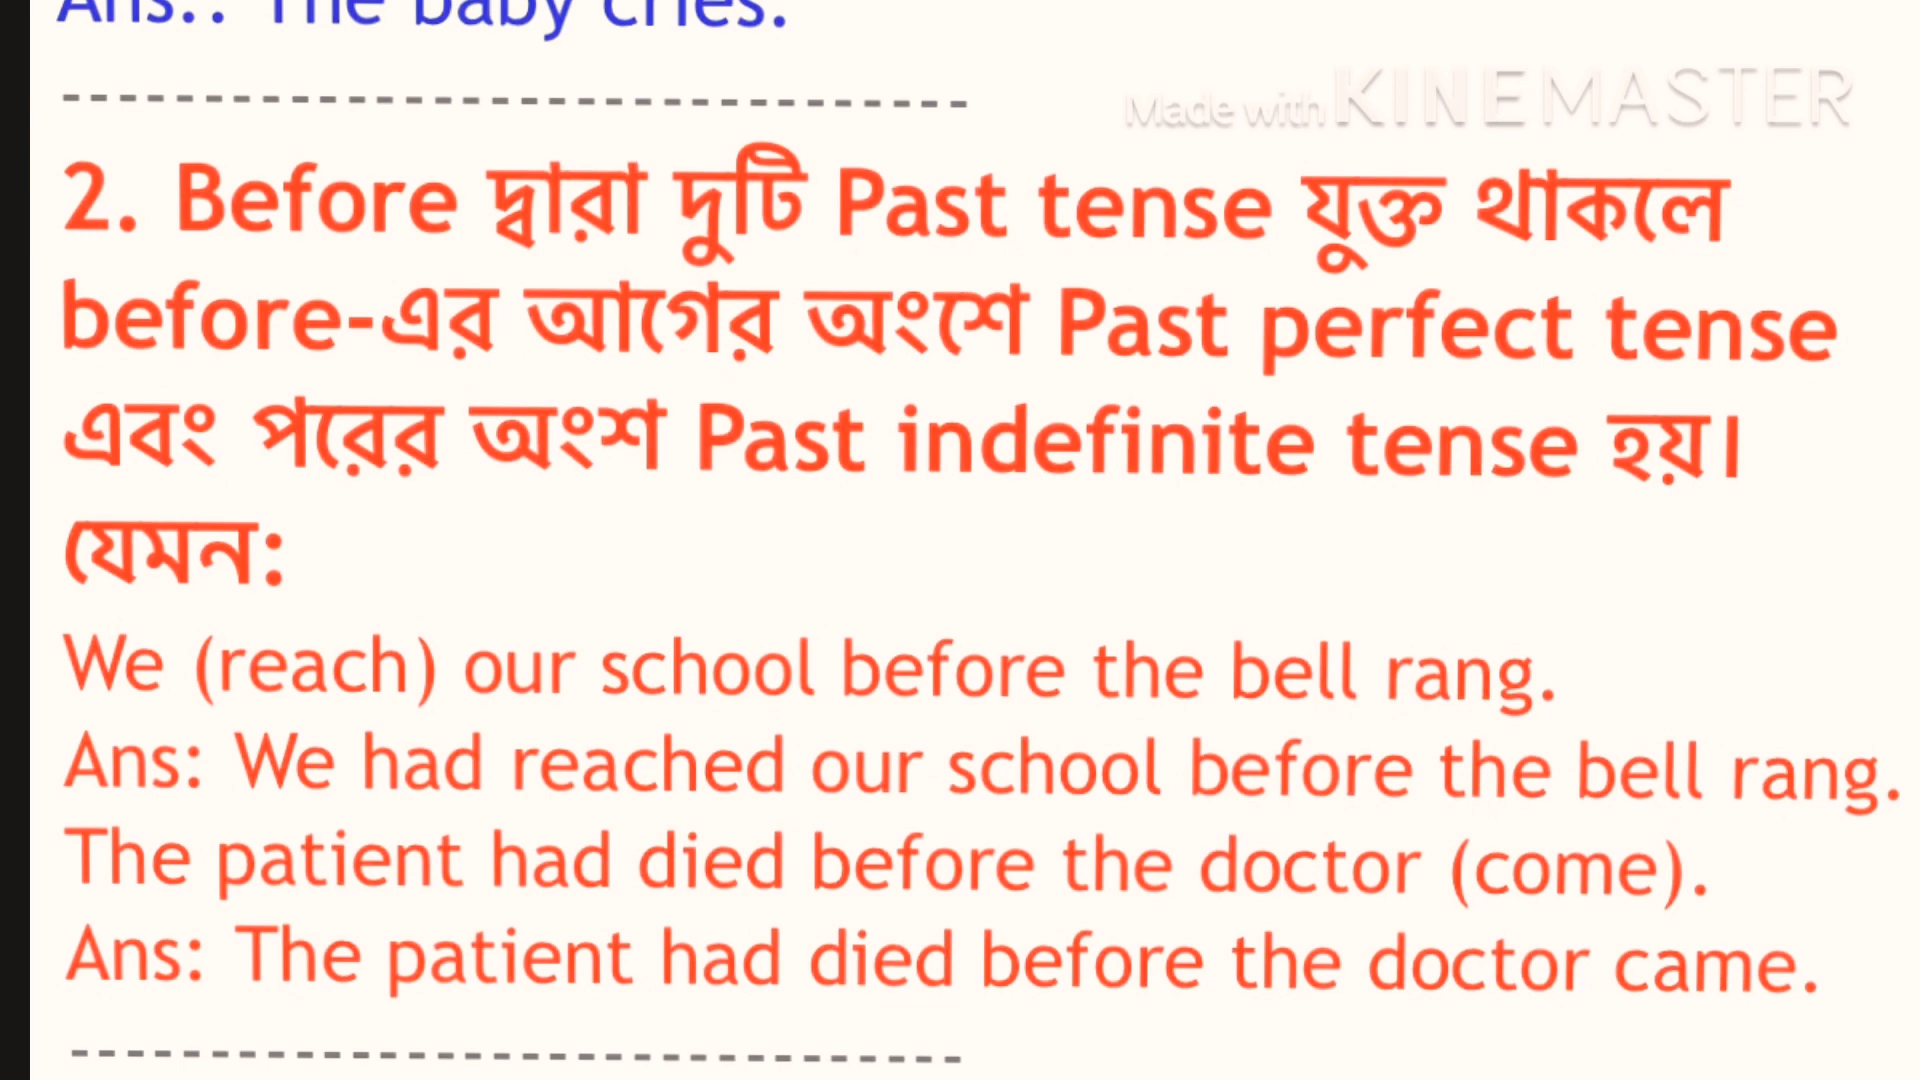 Ans.: The baby cries.
Made with KINEMASTER
--------------------------------
2. Before দ্বারা দুটি Past tense যুক্ত থাকলে
before-এর আগের অংশে Past perfect tense
এবং পরের অংশ Past indefinite tense হয়।
যেমন:
We (reach) our school before the bell rang.
Ans: We had reached our school before the bell rang.
The patient had died before the doctor (come).
Ans: The patient had died before the doctor came.
--------------------------------